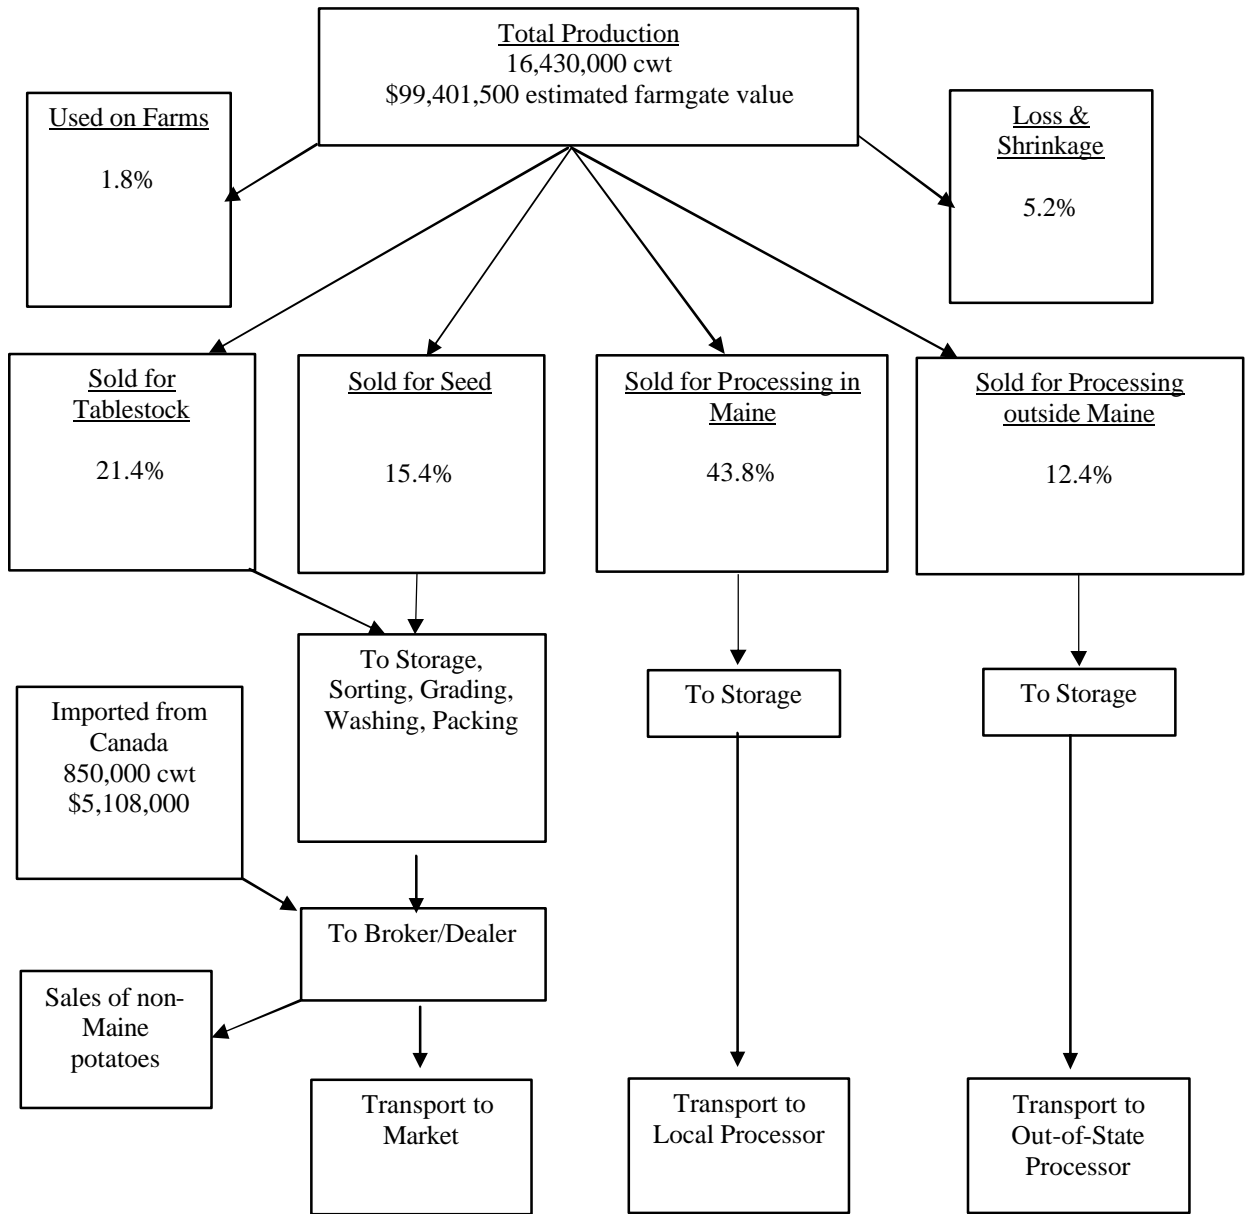 Total Production
16,430,000 cwt
$99,401,500 estimated farmgate value
Used on Farms
1.8%
Loss &
Shrinkage
5.2%
Sold for
Tablestock
21.4%
Sold for Seed
15.4%
Sold for Processing in
Maine
43.8%
Sold for Processing
outside Maine
12.4%
To Storage,
Sorting, Grading,
Washing, Packing
To Storage
To Storage
Imported from
Canada
850,000 cwt
$5,108,000
To Broker/Dealer
Sales of non-
Maine
potatoes
Transport to
Market
Transport to
Local Processor
Transport to
Out-of-State
Processor